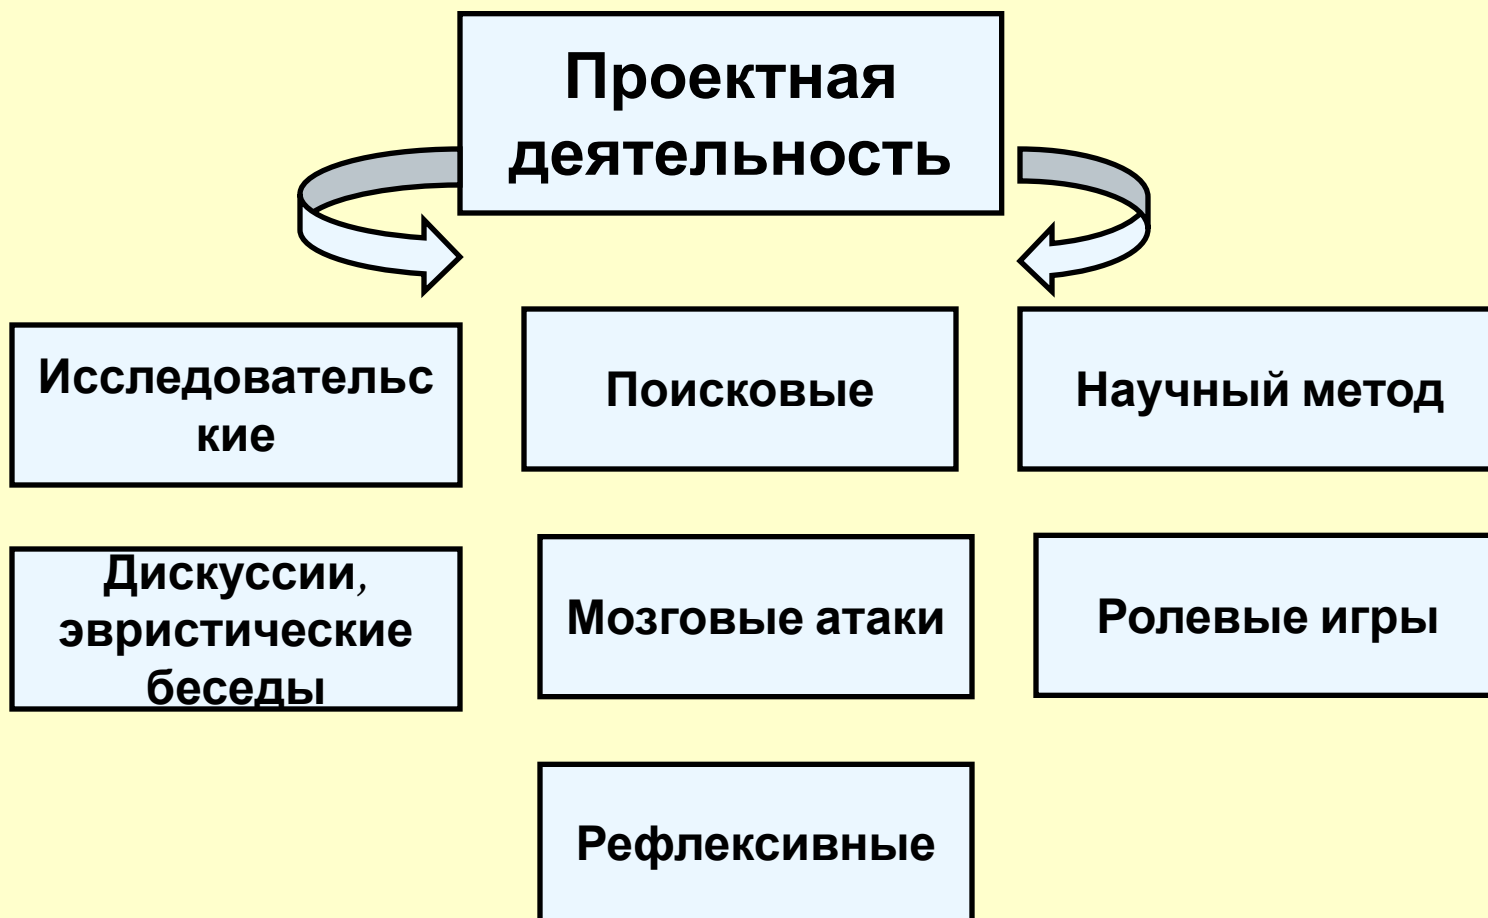 Проектная
деятельность
Исследовательс
кие
Поисковые
Научный метод
Дискуссии,
эвристические
беседы
Мозговые атаки
Ролевые игры
Рефлексивные